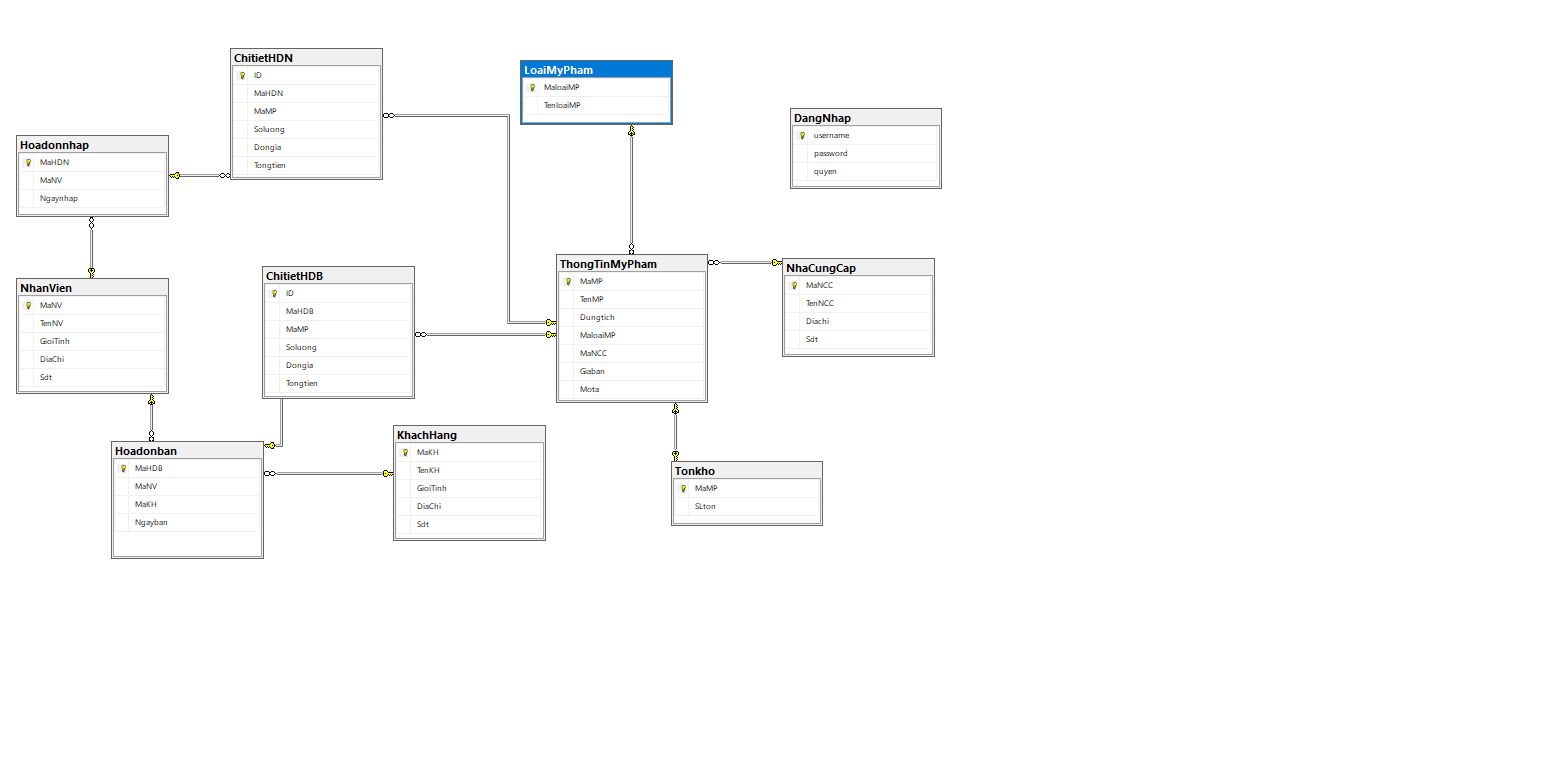 ChitietHDN
ID
MaHDN
MaMP
Soluong
Dongia
Tongtien
LoaiMyPham
MaloaiMP
TenloaiMP
DangNhap
username
password
quyen
Hoadonnhap
MaHDN
MaNV
Ngaynhap
NhanVien
MaNV
TenNV
GioiTinh
DiaChi
Sdt
ChitietHDB
ID
MaHDB
MaMP
Soluong
Dongia
Tongtien
ThongTinMyPham
MaMP
TenMP
Dungtich
MaloaiMP
MaNCC
Giaban
Mota
NhaCungCap
MaNCC
TenNCC
Diachi
Sdt
Hoadonban
MaHDB
MaNV
MaKH
Ngayban
KhachHang
MaKH
TenKH
GioiTinh
DiaChi
Sdt
Tonkho
MaMP
SLton